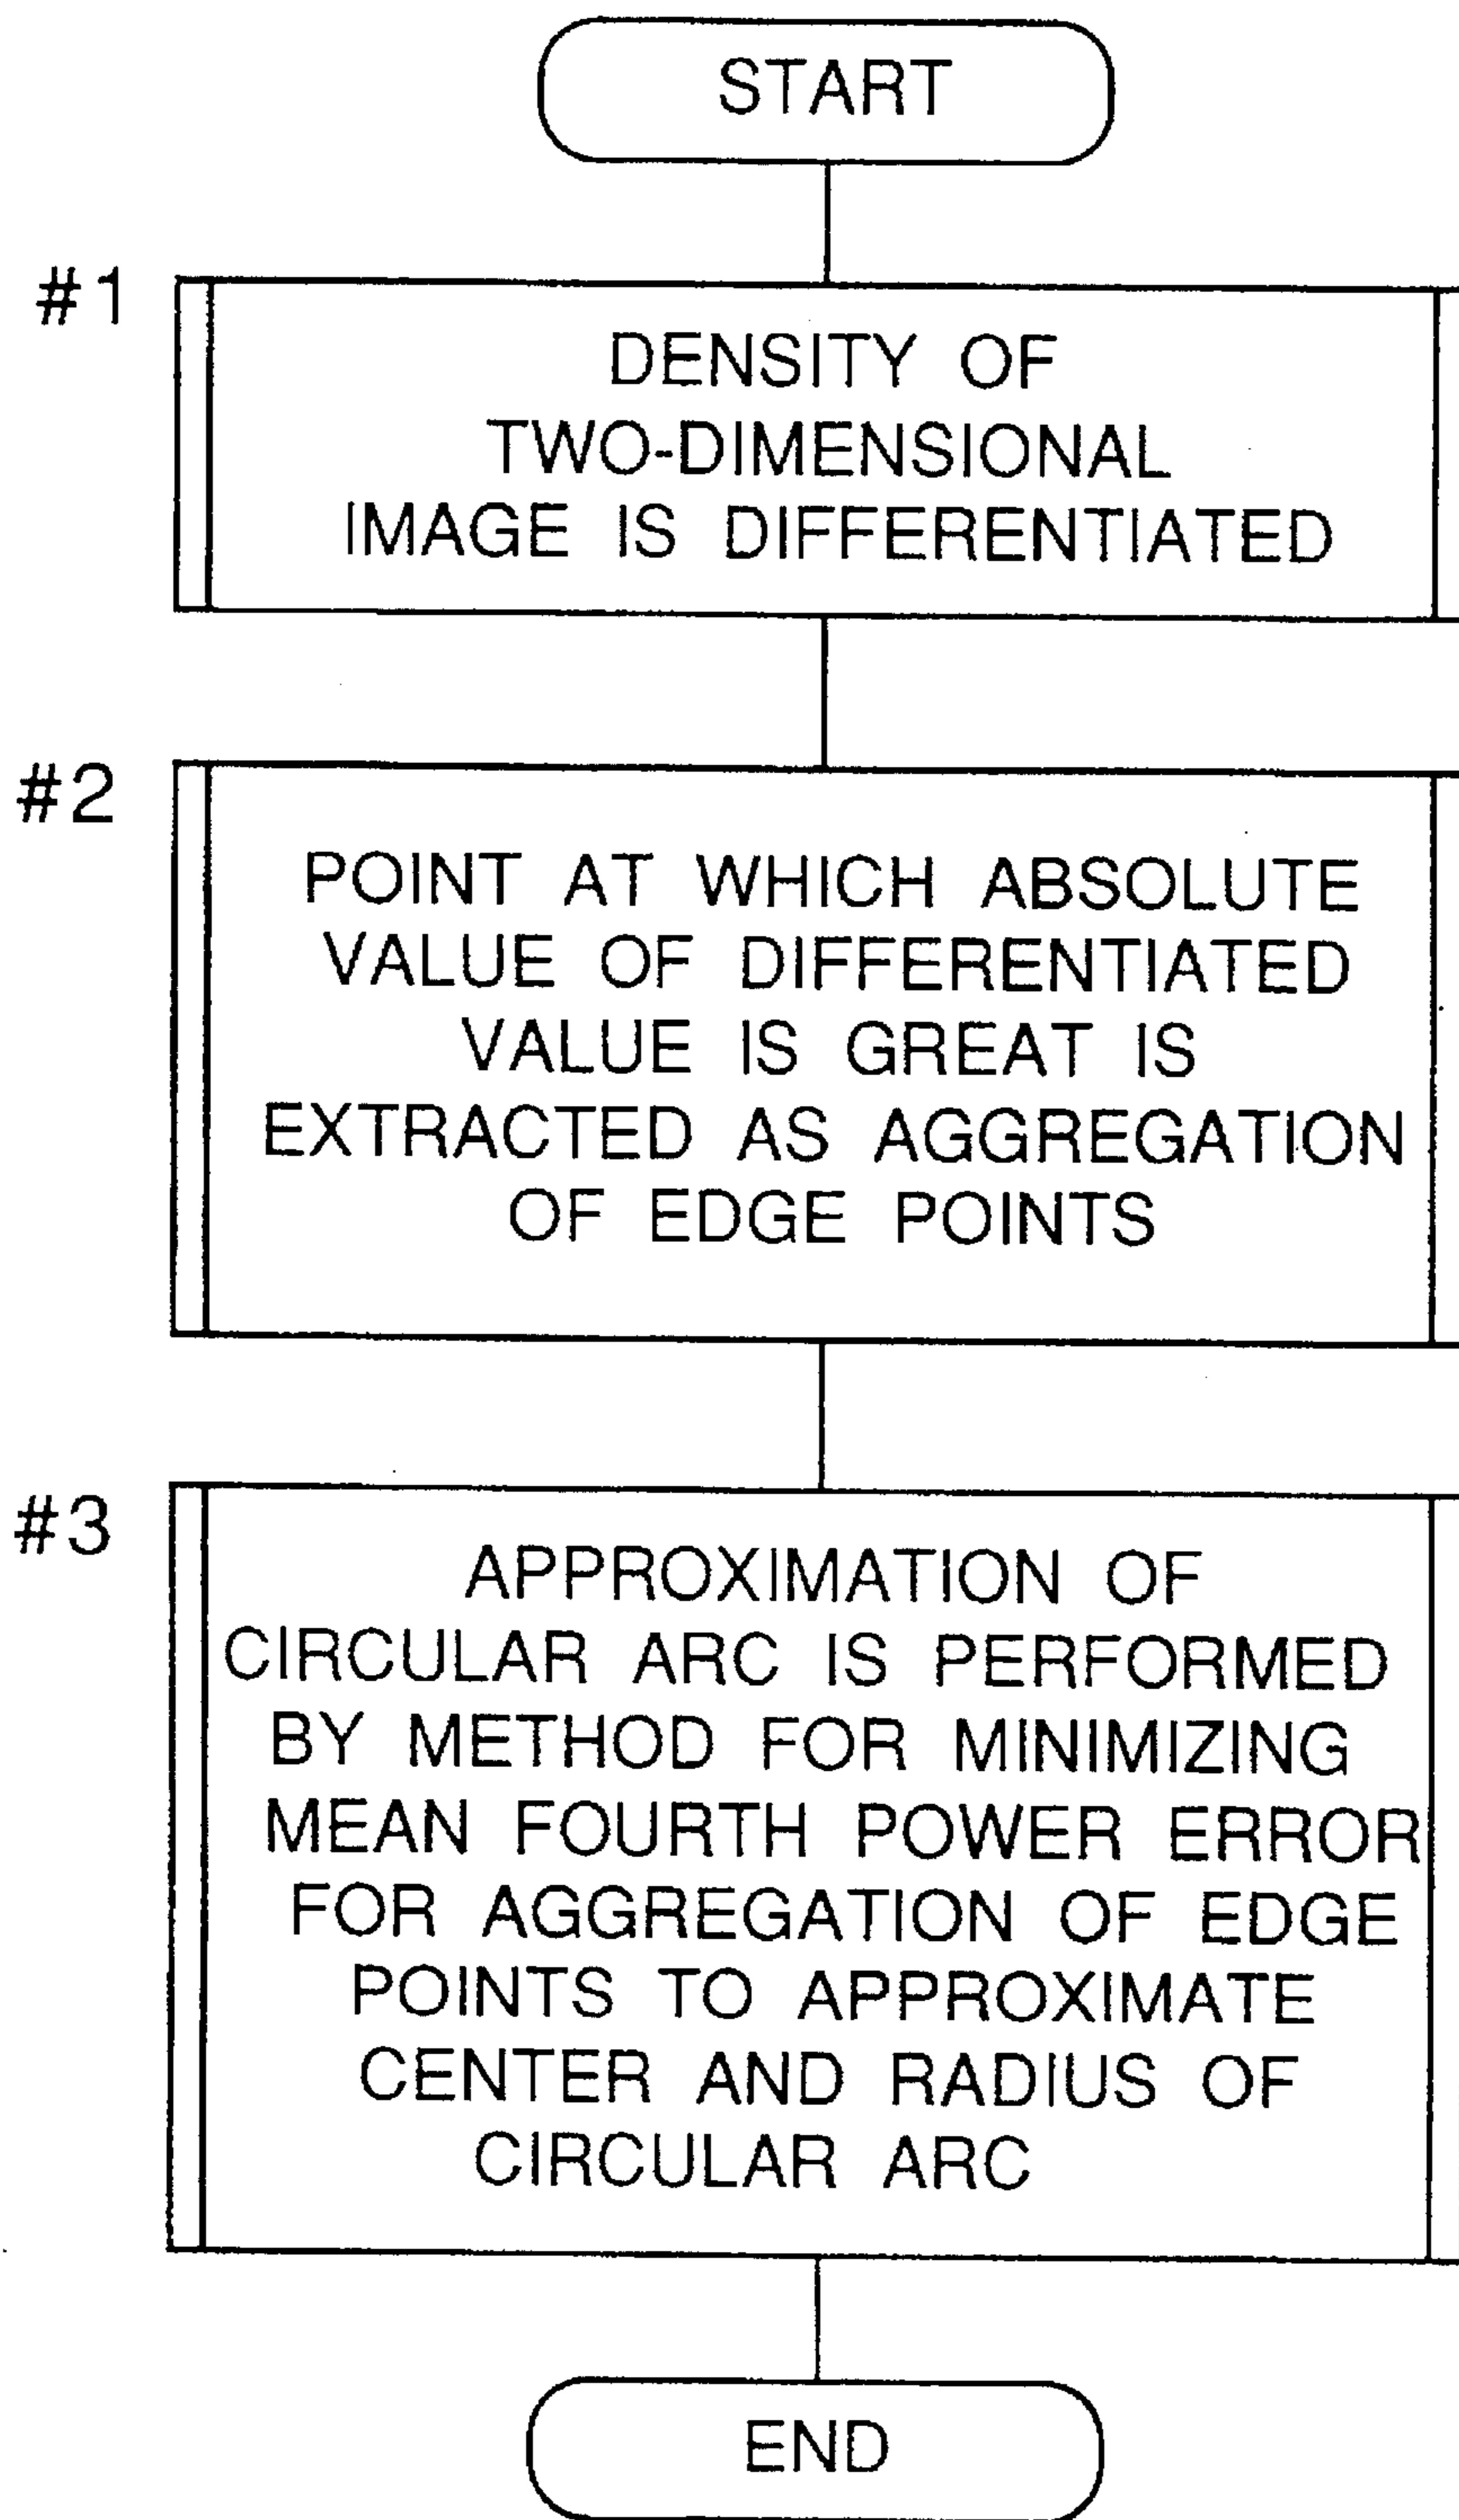 START
#1
DENSITY OF
TWO-DIMENSIONAL
IMAGE IS DIFFERENTIATED
#2
POINT AT WHICH ABSOLUTE
VALUE OF DIFFERENTIATED
VALUE IS GREAT IS
EXTRACTED AS AGGREGATION
OF EDGE POINTS
#3
APPROXIMATION OF
CIRCULAR ARC IS PERFORMED
BY METHOD FOR MINIMIZING
MEAN FOURTH POWER ERROR
FOR AGGREGATION OF EDGE
POINTS TO APPROXIMATE
CENTER AND RADIUS OF
CIRCULAR ARC
END